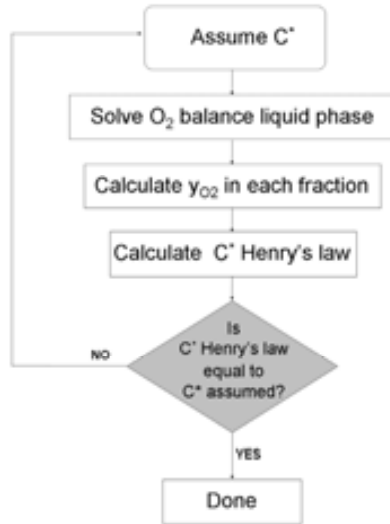 Assume C*
Solve O₂ balance liquid phase
Calculate yO₂ in each fraction
Calculate C* Henry's law
Is
C* Henry's law
equal to
C* assumed?
NO
YES
Done